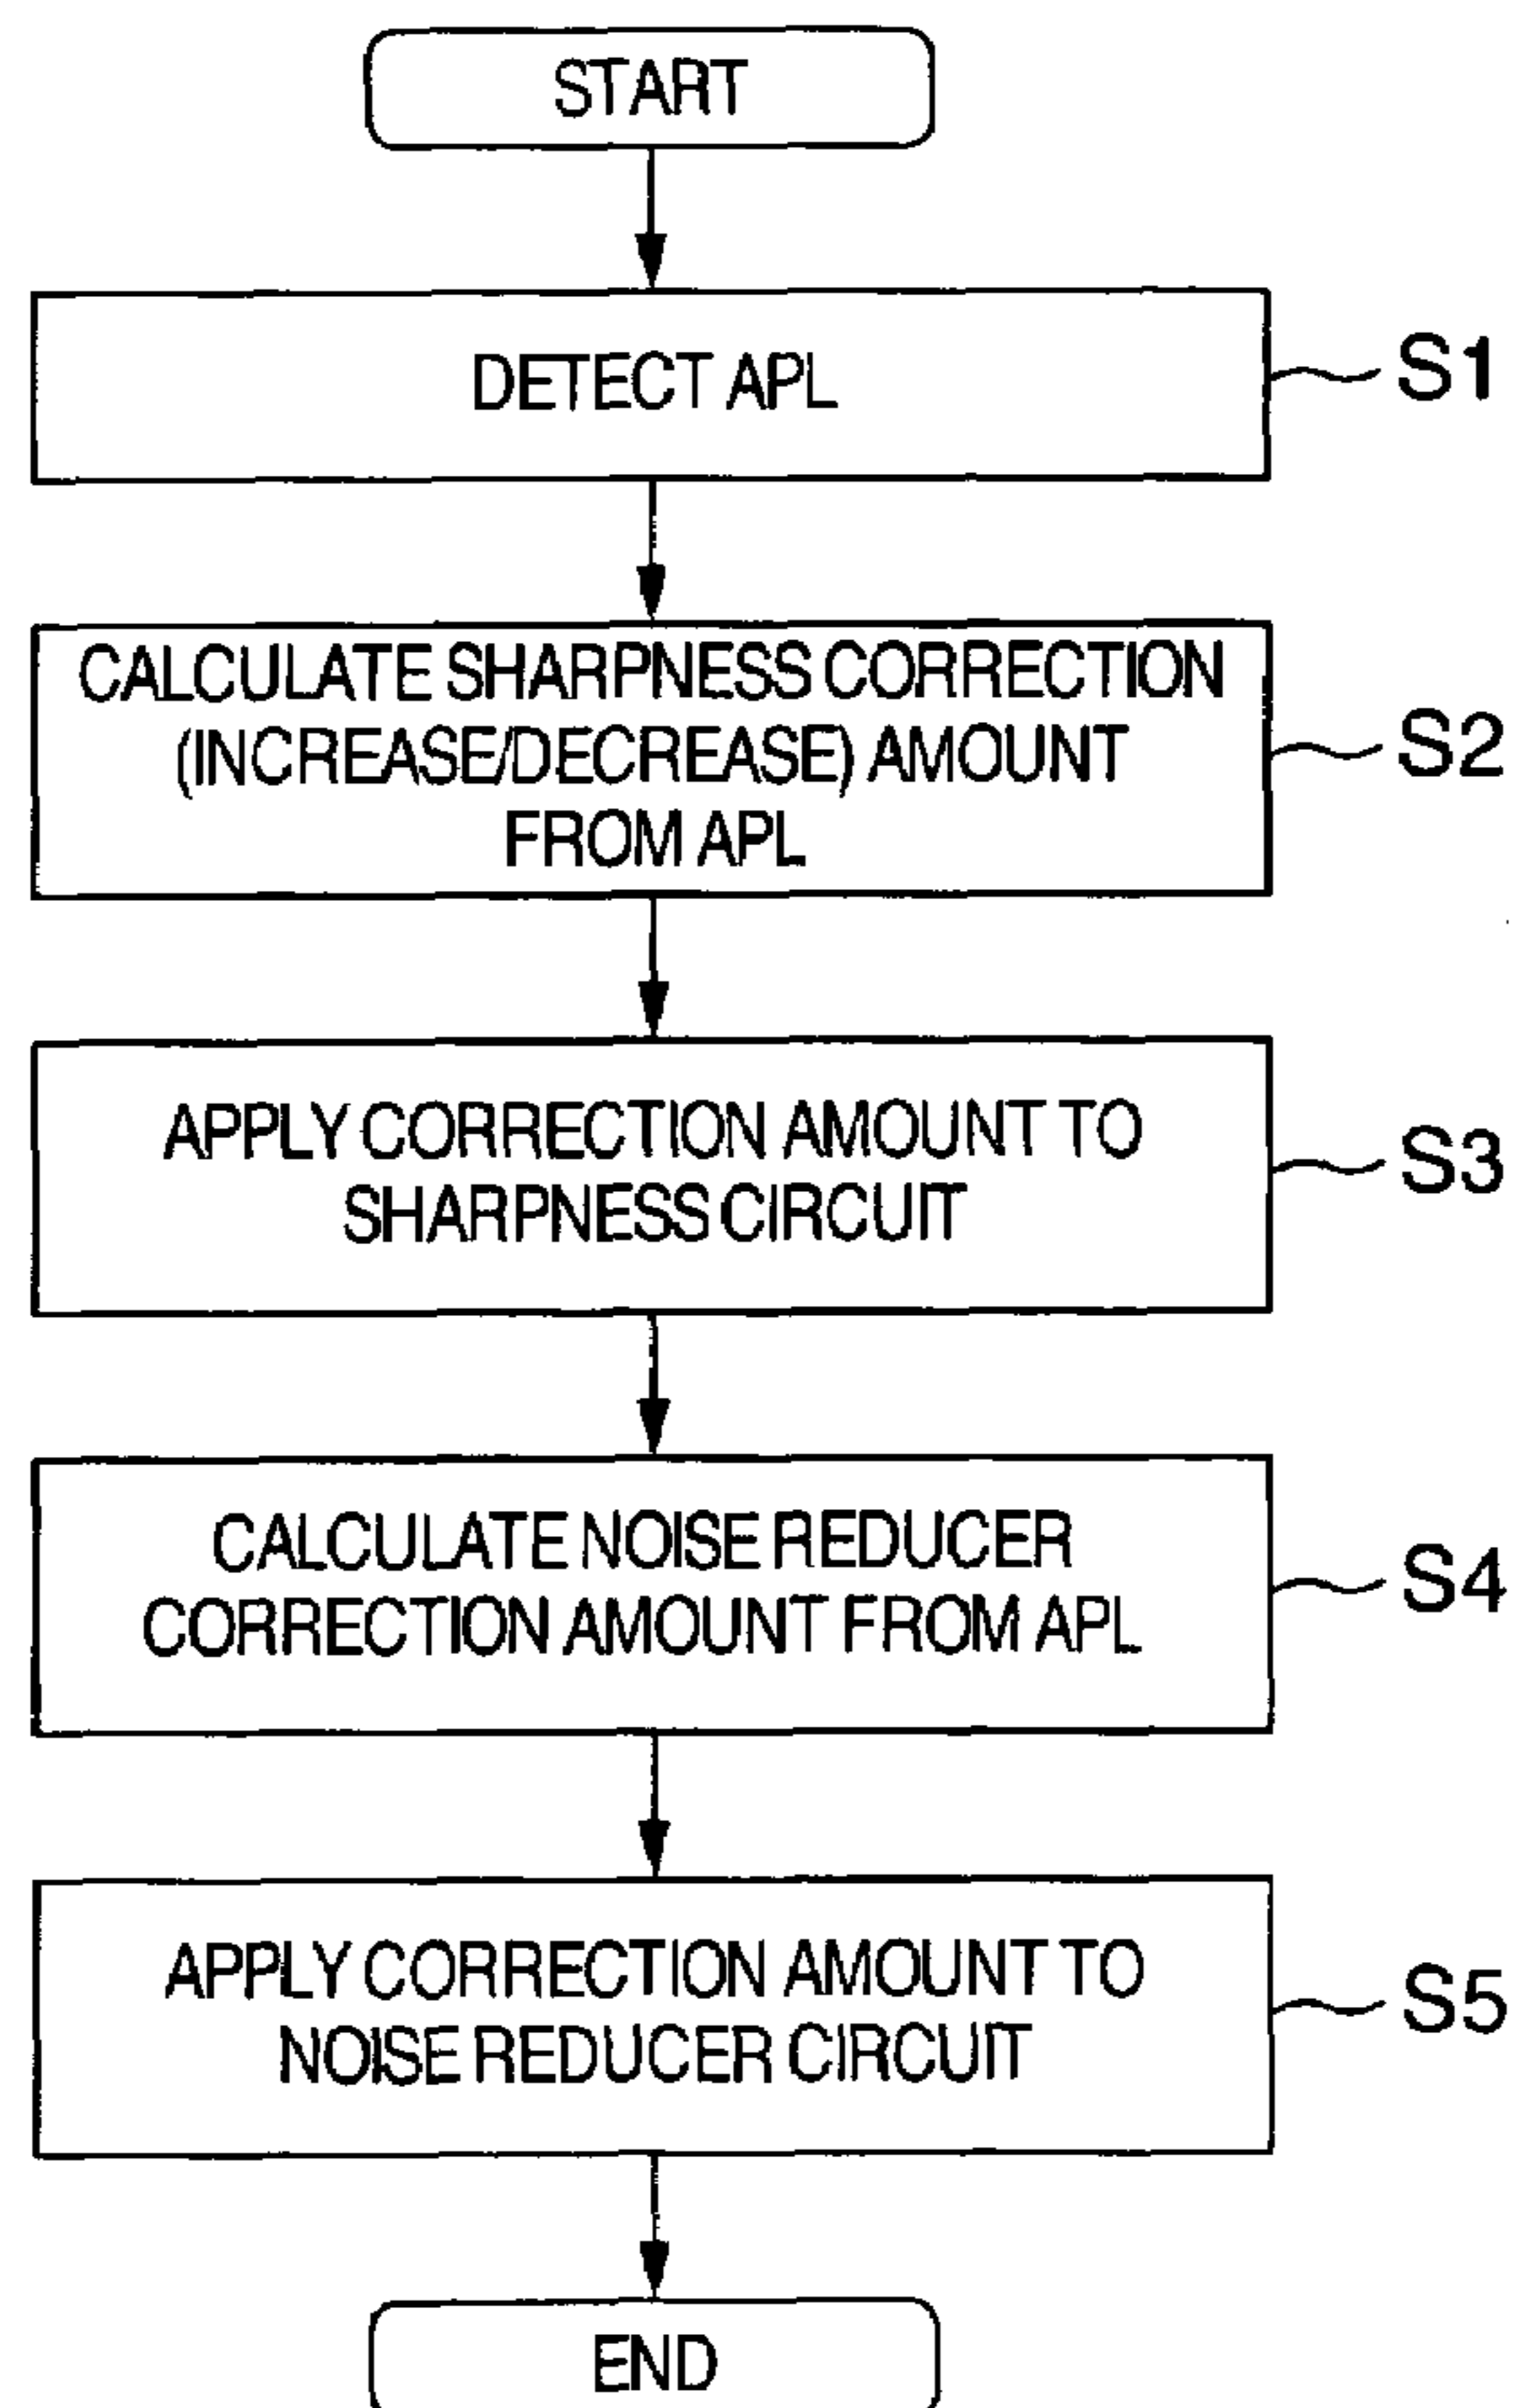 START
DETECT APL
S1
CALCULATE SHARPNESS CORRECTION
(INCREASE/DECREASE) AMOUNT
FROM APL
S2
APPLY CORRECTION AMOUNT TO
SHARPNESS CIRCUIT
S3
CALCULATE NOISE REDUCER
CORRECTION AMOUNT FROM APL
S4
APPLY CORRECTION AMOUNT TO
NOISE REDUCER CIRCUIT
S5
END